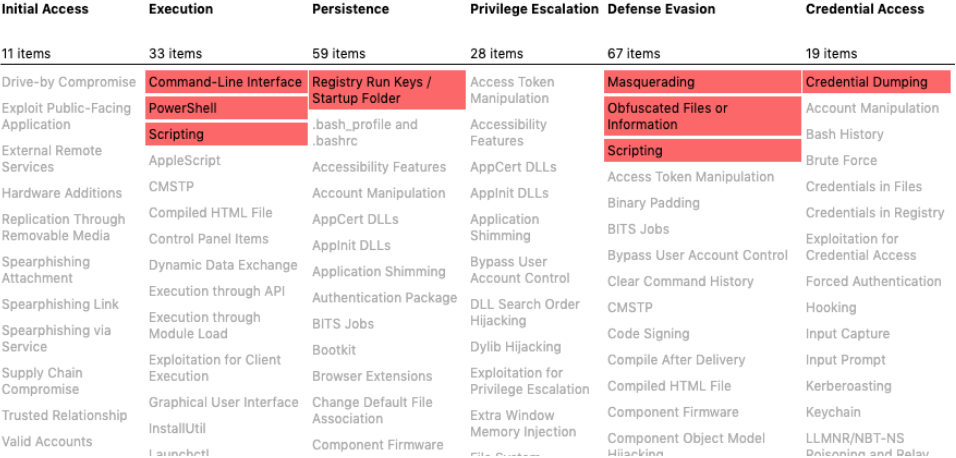 Initial Access
11 items
Drive-by Compromise
Exploit Public-Facing
Application
External Remote
Services
Hardware Additions
Replication Through
Removable Media
Spearphishing
Attachment
Spearphishing Link
Spearphishing via
Service
Supply Chain
Compromise
Trusted Relationship
Valid Accounts
Execution
33 items
Command-Line Interface
PowerShell
Scripting
AppleScript
CMSTP
Compiled HTML File
Control Panel Items
Dynamic Data Exchange
Execution through API
Execution through
Module Load
Exploitation for Client
Execution
Graphical User Interface
InstallUtil
Launchctl
Persistence
59 items
Registry Run Keys /
Startup Folder
.bash_profile and
.bashrc
Accessibility Features
Account Manipulation
AppCert DLLs
AppInit DLLs
Application Shimming
Authentication Package
BITS Jobs
Bootkit
Browser Extensions
Change Default File
Association
Component Firmware
Privilege Escalation
28 items
Access Token
Manipulation
Accessibility
Features
AppCert DLLs
AppInit DLLs
Application
Shimming
Bypass User
Account Control
DLL Search Order
Hijacking
Dylib Hijacking
Exploitation for
Privilege Escalation
Extra Window
Memory Injection
File System
Defense Evasion
67 items
Masquerading
Obfuscated Files or
Information
Scripting
Access Token Manipulation
Binary Padding
BITS Jobs
Bypass User Account Control
Clear Command History
CMSTP
Code Signing
Compile After Delivery
Compiled HTML File
Component Firmware
Component Object Model
Hijacking
Credential Access
19 items
Credential Dumping
Account Manipulation
Bash History
Brute Force
Credentials in Files
Credentials in Registry
Exploitation for
Credential Access
Forced Authentication
Hooking
Input Capture
Input Prompt
Kerberoasting
Keychain
LLMNR/NBT-NS
Poisoning and Relay